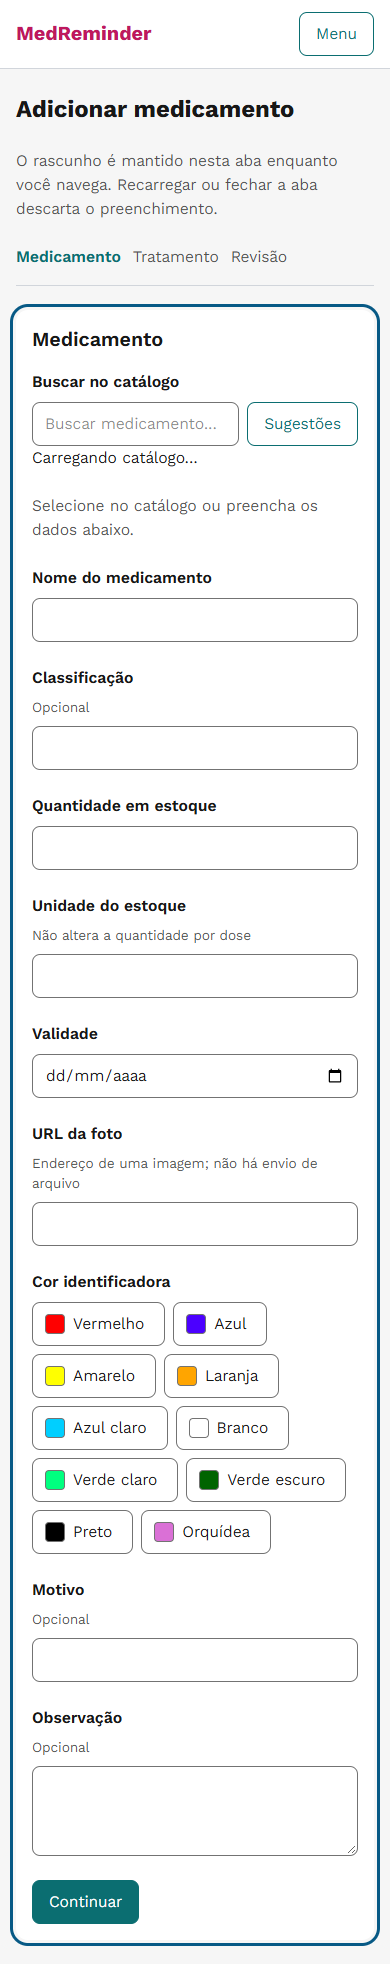 MedReminder
Menu
Adicionar medicamento
O rascunho é mantido nesta aba enquanto
você navega. Recarregar ou fechar a aba
descarta o preenchimento.
Medicamento Tratamento Revisão
Medicamento
Buscar no catálogo
Buscar medicamento...
Sugestões
Carregando catálogo...
Selecione no catálogo ou preencha os
dados abaixo.
Nome do medicamento
Classificação
Opcional
Quantidade em estoque
Unidade do estoque
Não altera a quantidade por dose
Validade
dd/mm/aaaa
URL da foto
Endereço de uma imagem; não há envio de
arquivo
Cor identificadora
Vermelho
Azul
Amarelo
Laranja
Azul claro
Branco
Verde claro
Verde escuro
Preto
Orquídea
Motivo
Opcional
Observação
Opcional
Continuar